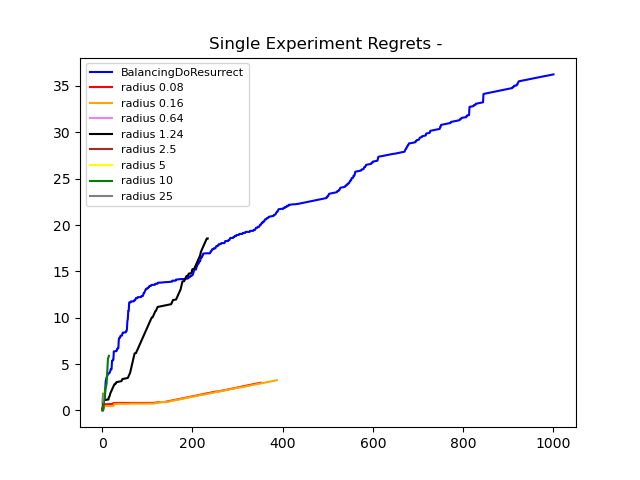 Single Experiment Regrets -
BalancingDoResurrect
radius 0.08
radius 0.16
radius 0.64
radius 1.24
radius 2.5
radius 5
radius 10
radius 25
35
30
25
20
15
10
5
0
0 200 400 600 800 1000